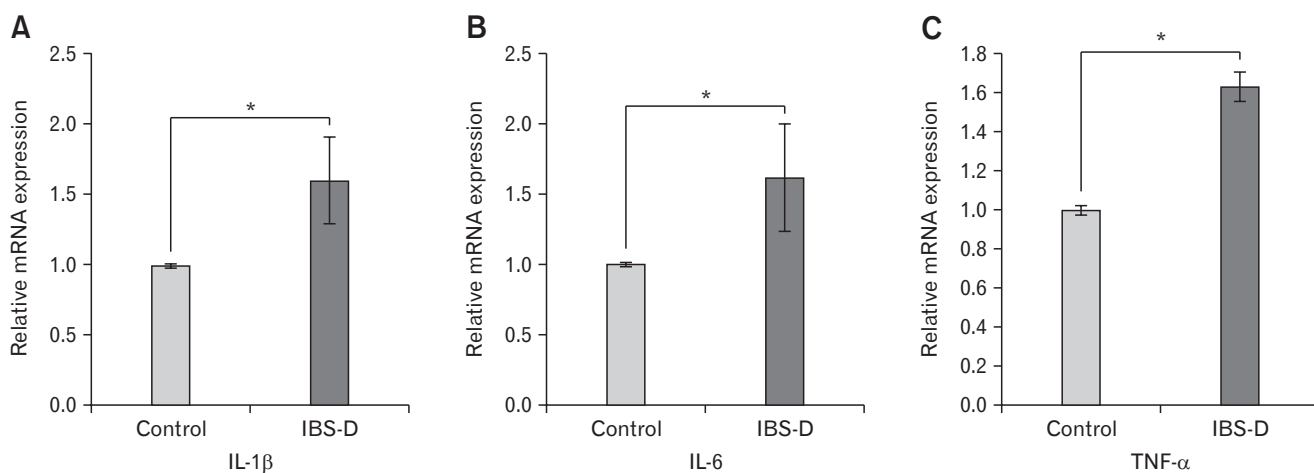 A
Relative mRNA expression
2.5
2.0
1.5
1.0
0.5
0.0
*
Control
IBS-D
IL-1β
B
Relative mRNA expression
2.5
2.0
1.5
1.0
0.5
0.0
*
Control
IBS-D
IL-6
C
Relative mRNA expression
1.8
1.6
1.4
1.2
1.0
0.8
0.6
0.4
0.2
0.0
*
Control
IBS-D
TNF-α